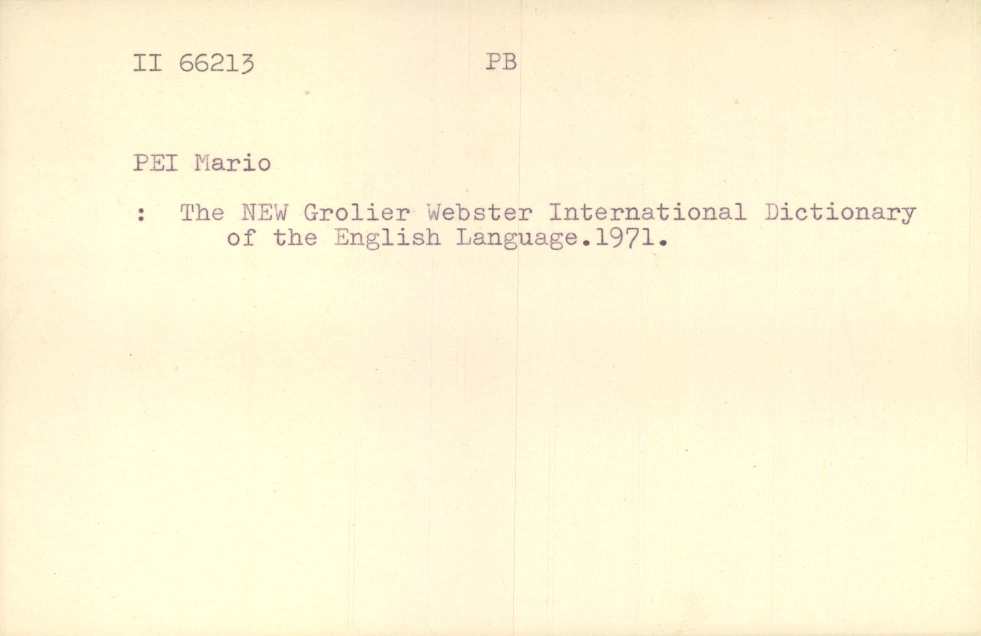 II 66213 PB
PEI Mario
: The NEW Grolier Webster International Dictionary
of the English Language.1971.